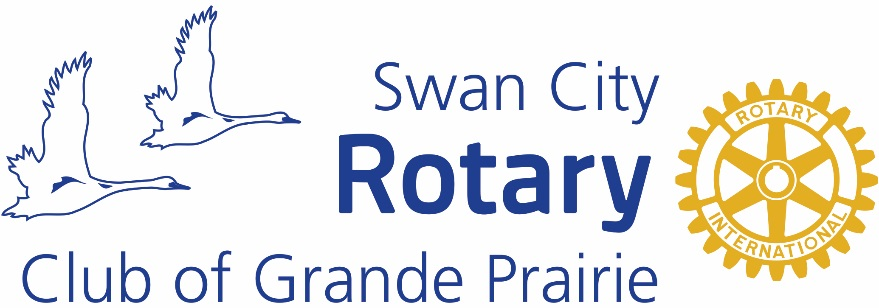 Swan City
Rotary
Club of Grande Prairie
ROTARY
INTERNATIONAL